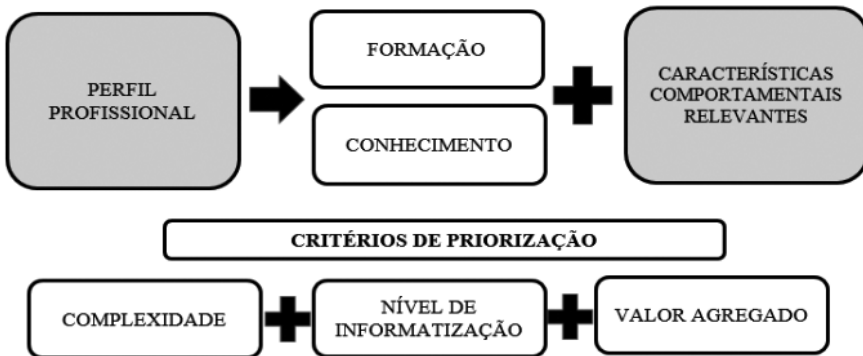 PERFIL
PROFISSIONAL
FORMAÇÃO
CONHECIMENTO
CARACTERÍSTICAS
COMPORTAMENTAIS
RELEVANTES
CRITÉRIOS DE PRIORIZAÇÃO
COMPLEXIDADE
NÍVEL DE
INFORMATIZAÇÃO
VALOR AGREGADO